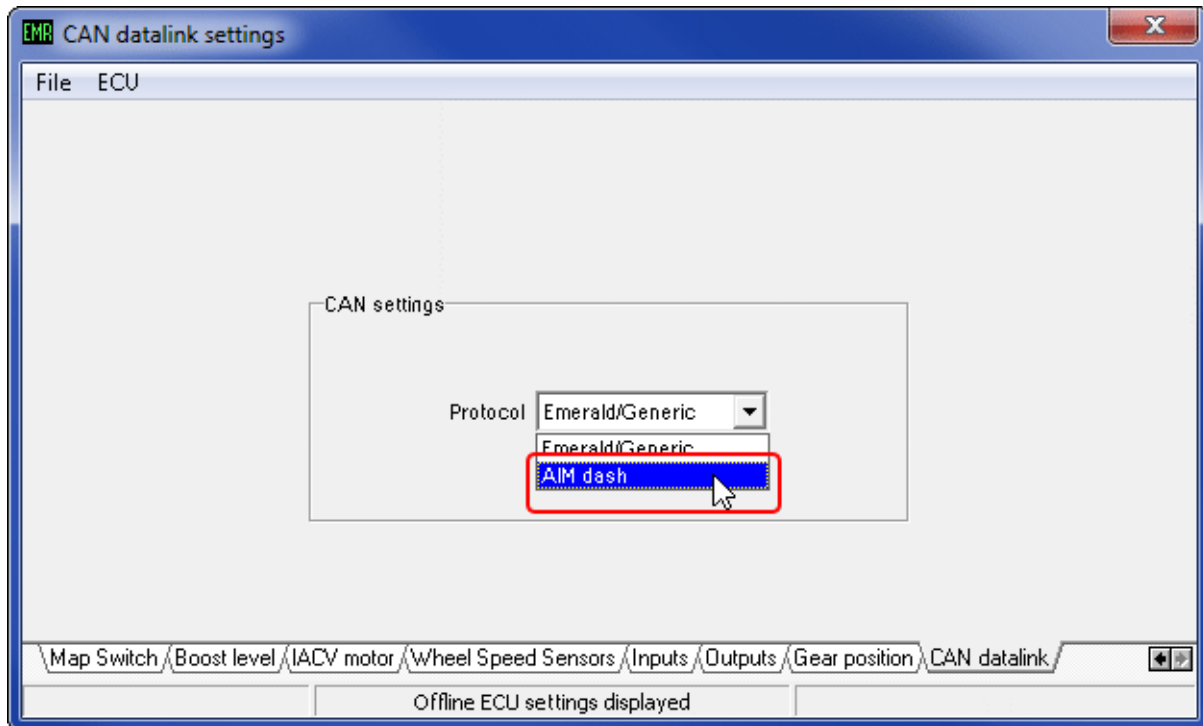 EMR CAN datalink settings
File ECU
CAN settings
Protocol Emerald/Generic
Emerald/Generic
AIM dash
Map Switch Boost level IACV motor Wheel Speed Sensors Inputs Outputs Gear position CAN datalink
Offline ECU settings displayed